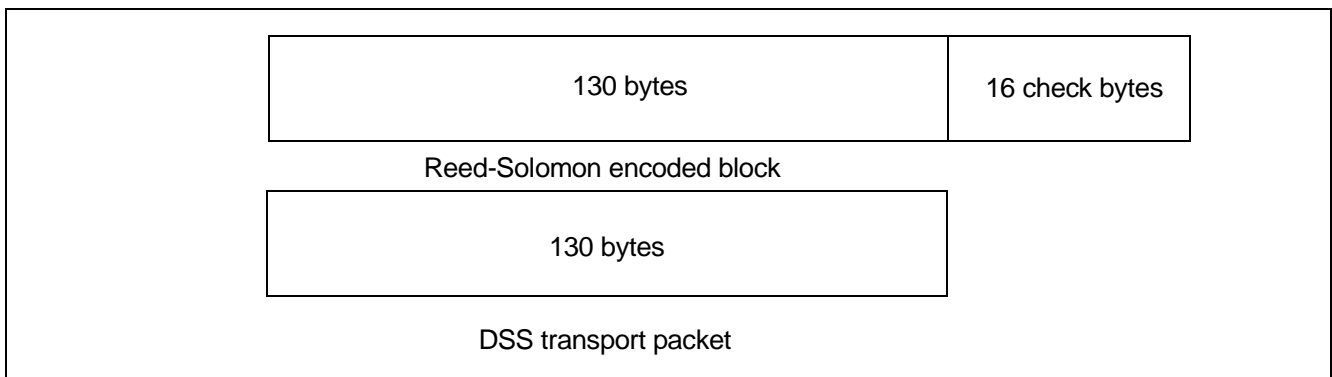 130 bytes
16 check bytes
Reed-Solomon encoded block
130 bytes
DSS transport packet